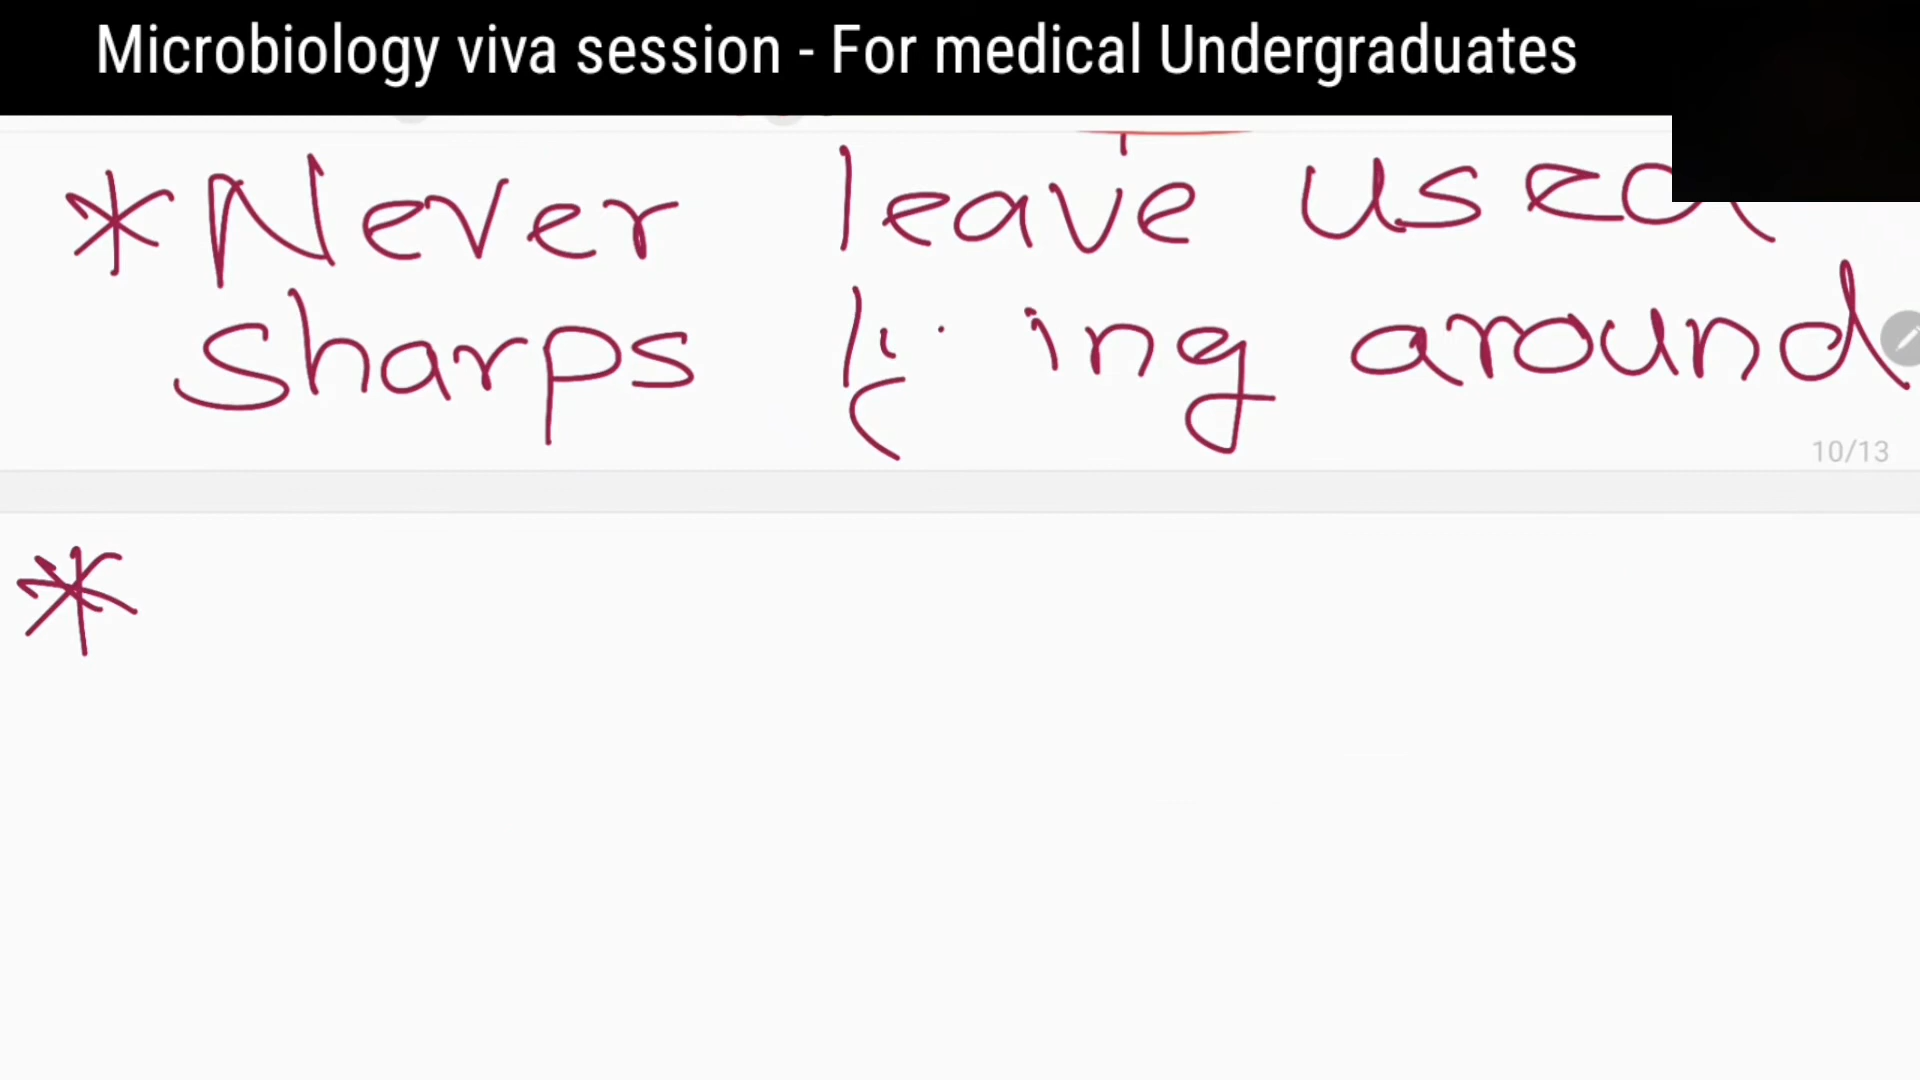 Microbiology viva session - For medical Undergraduates
* Never leave used
sharps lying around
10/13
*